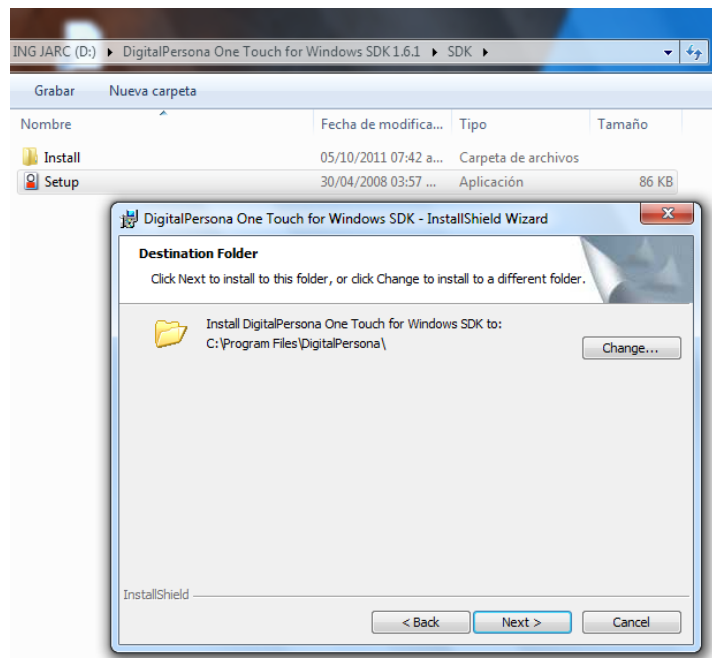 ING JARC (D:) ▸ DigitalPersona One Touch for Windows SDK 1.6.1 ▸ SDK ▸
Grabar Nueva carpeta
Nombre Fecha de modifica... Tipo Tamaño
Install 05/10/2011 07:42 a... Carpeta de archivos
Setup 30/04/2008 03:57 ... Aplicación 86 KB
DigitalPersona One Touch for Windows SDK - InstallShield Wizard
Destination Folder
Click Next to install to this folder, or click Change to install to a different folder.
Install DigitalPersona One Touch for Windows SDK to:
C:\Program Files\DigitalPersona\
Change...
InstallShield
< Back Next > Cancel